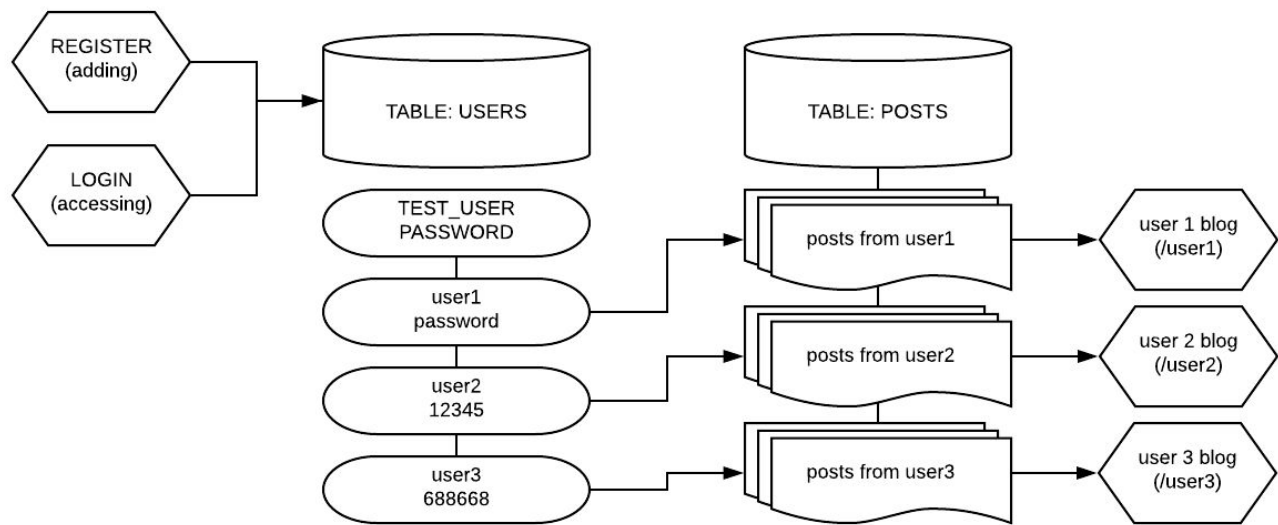 REGISTER
(adding)
LOGIN
(accessing)
TABLE: USERS
TEST_USER
PASSWORD
user1
password
user2
12345
user3
688668
TABLE: POSTS
posts from user1
posts from user2
posts from user3
user 1 blog
(/user1)
user 2 blog
(/user2)
user 3 blog
(/user3)